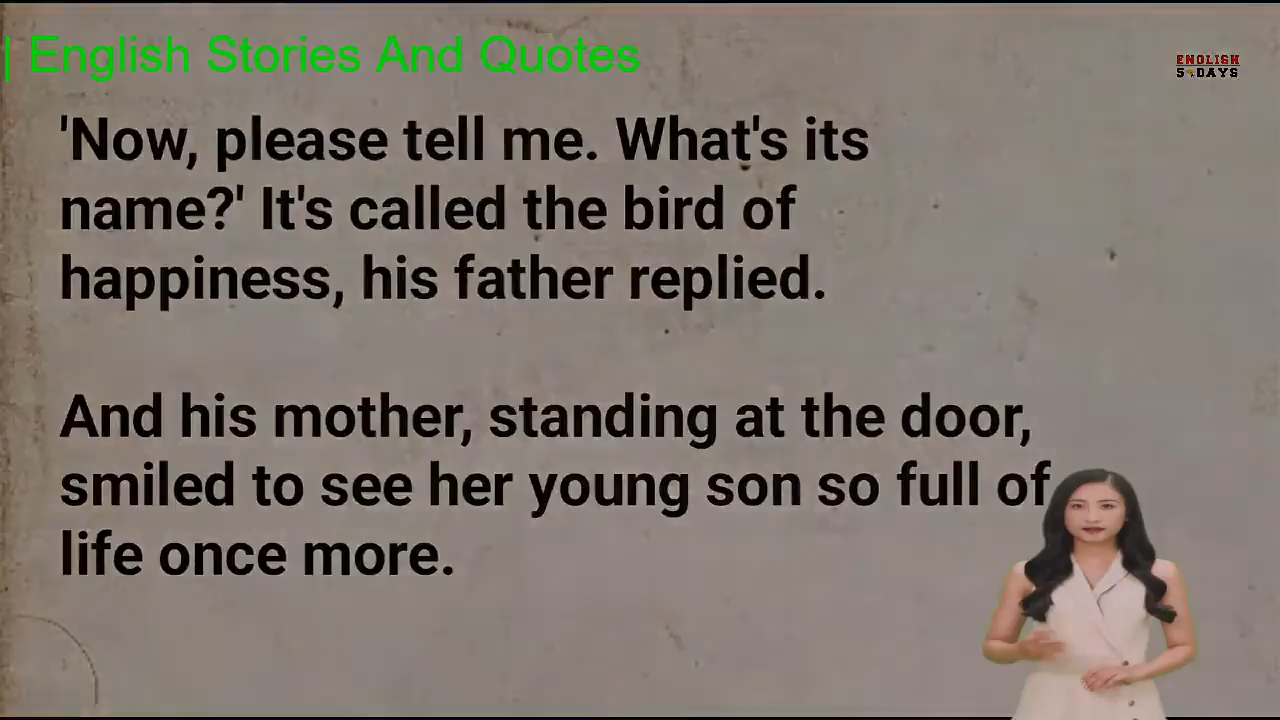 | English Stories And Quotes
ENGLISH
5 DAYS
'Now, please tell me. What's its
name?' It's called the bird of
happiness, his father replied.
And his mother, standing at the door,
smiled to see her young son so full of
life once more.